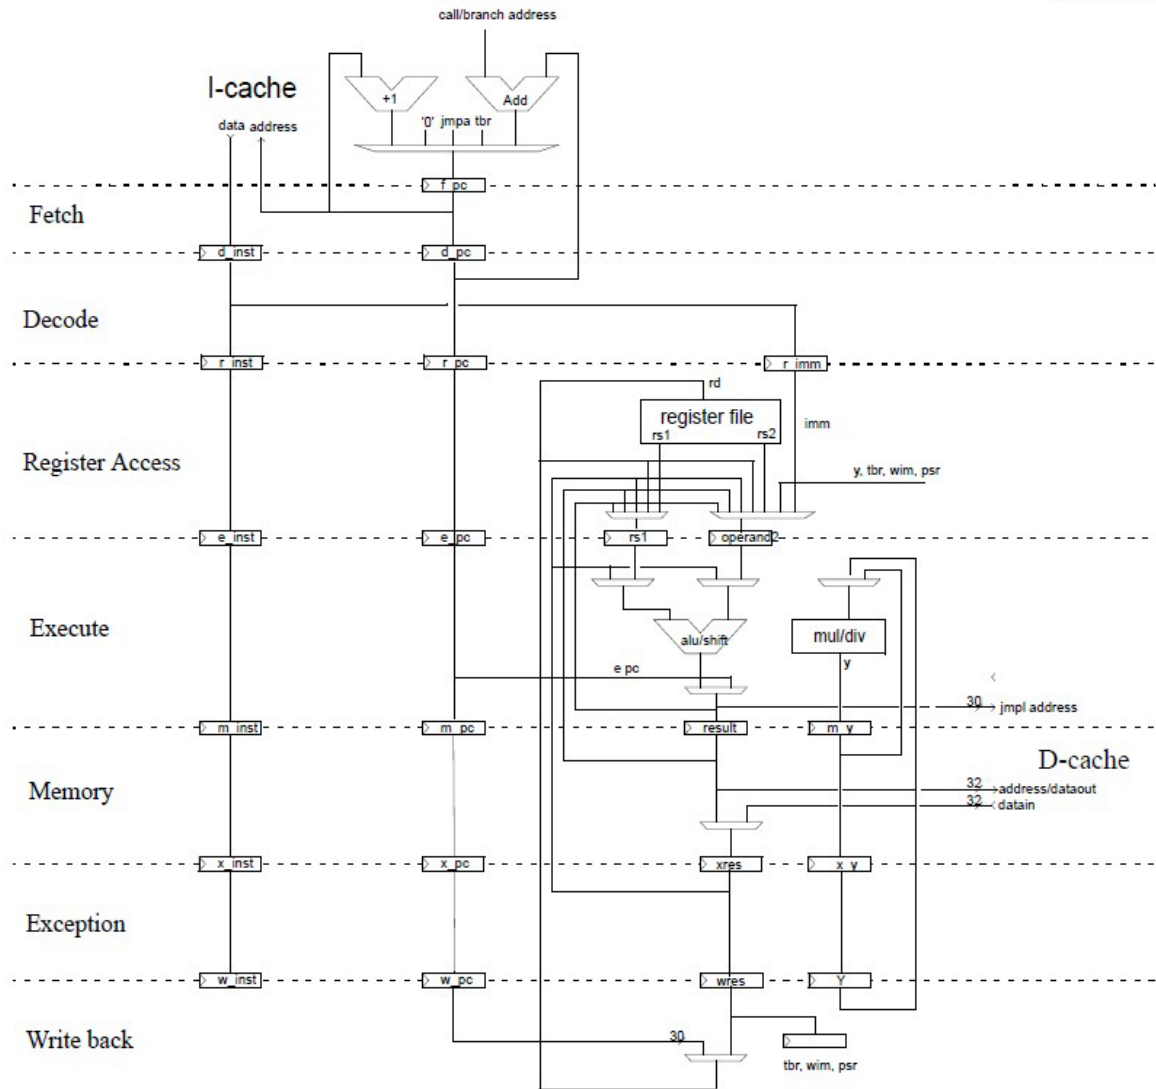 call/branch address
I-cache
+1
Add
data address
'0' jmpa tbr
f_pc
Fetch
d_inst
d_pc
Decode
r_inst
r_pc
r_imm
rd
register file
rs1
rs2
imm
Register Access
y, tbr, wim, psr
e_inst
e_pc
rs1
operand2
Execute
alu/shift
mul/div
y
e pc
30
jmpl address
m_inst
m_pc
result
m_y
D-cache
Memory
32
address/dataout
32
datain
x_inst
x_pc
xres
x_y
Exception
w_inst
w_pc
wres
Y
Write back
30
tbr, wim, psr